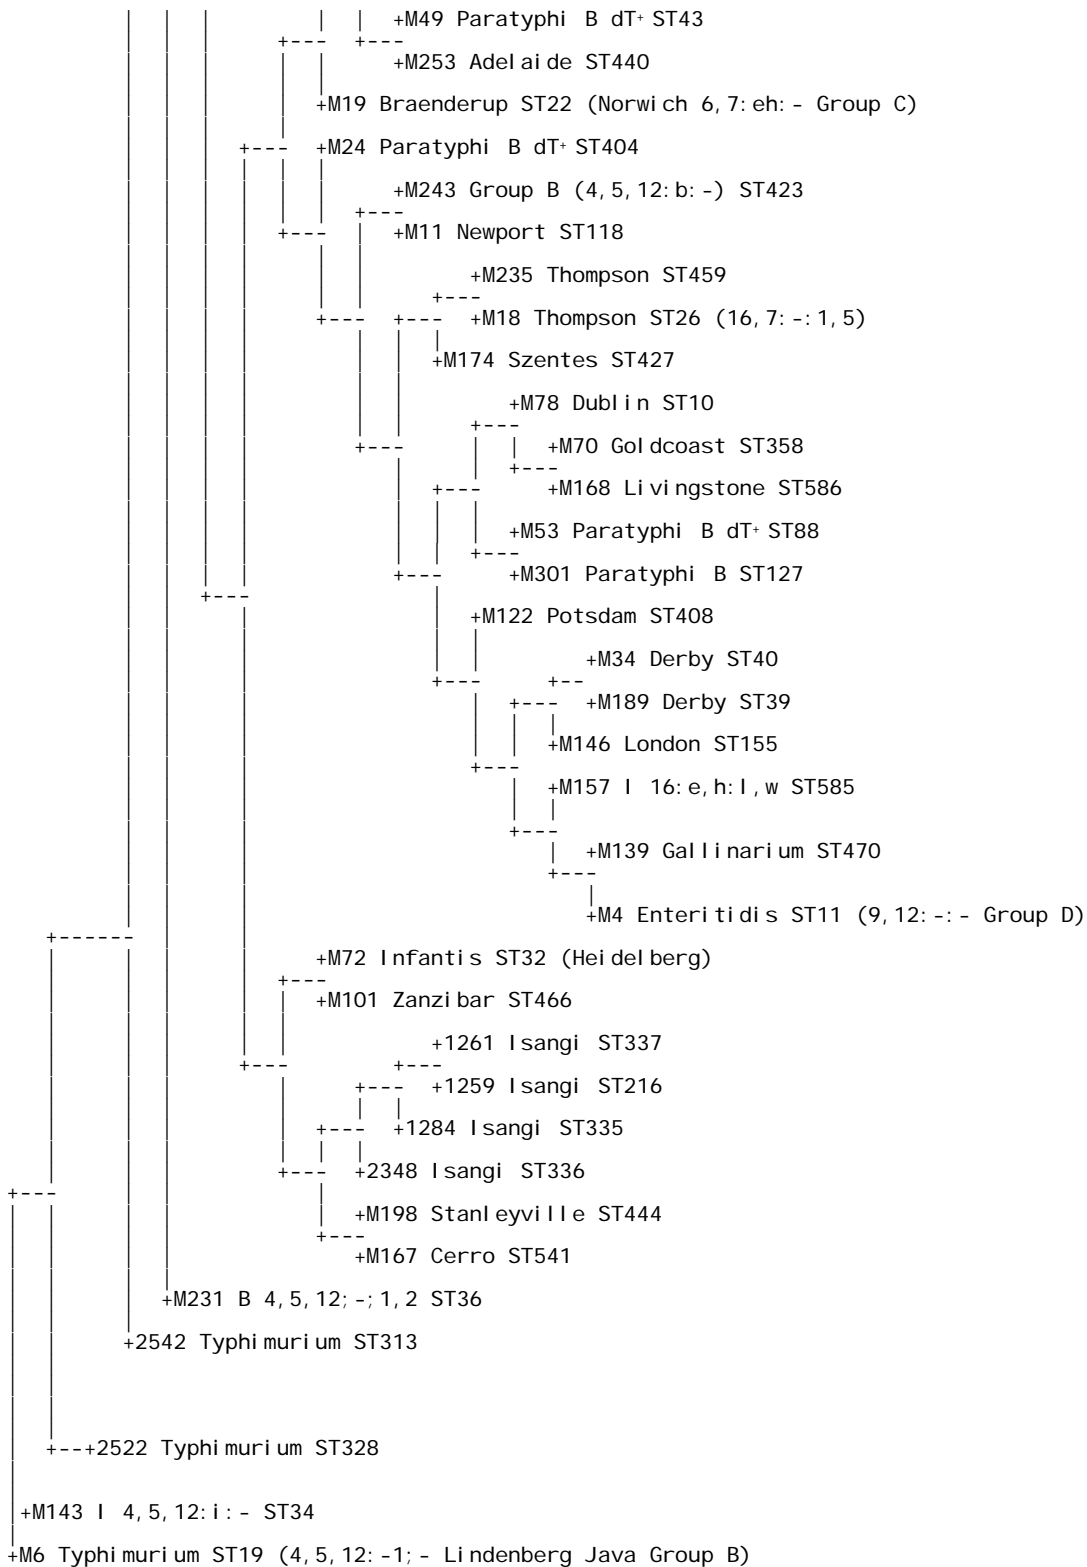 +M49 Paratyphi B dT+ ST43
+M253 Adelaide ST440
+M19 Braenderup ST22 (Norwich 6,7:eh:- Group C)
+M24 Paratyphi B dT+ ST404
+M243 Group B (4,5,12:b:-) ST423
+M11 Newport ST118
+M235 Thompson ST459
+M18 Thompson ST26 (16,7:-:1,5)
+M174 Szentes ST427
+M78 Dublin ST10
+M70 Goldcoast ST358
+M168 Livingstone ST586
+M53 Paratyphi B dT+ ST88
+M301 Paratyphi B ST127
+M122 Potsdam ST408
+M34 Derby ST40
+M189 Derby ST39
+M146 London ST155
+M157 I 16:e,h:l,w ST585
+M139 Gallinarium ST470
+M4 Enteritidis ST11 (9,12:-:- Group D)
+M72 Infantis ST32 (Heidelberg)
+M101 Zanzibar ST466
+1261 Isangi ST337
+1259 Isangi ST216
+1284 Isangi ST335
+2348 Isangi ST336
+M198 Stanleyville ST444
+M167 Cerro ST541
+M231 B 4,5,12;-;1,2 ST36
+2542 Typhimurium ST313
+--+2522 Typhimurium ST328
+M143 I 4,5,12:i:- ST34
+M6 Typhimurium ST19 (4,5,12:-1;- Lindenberg Java Group B)